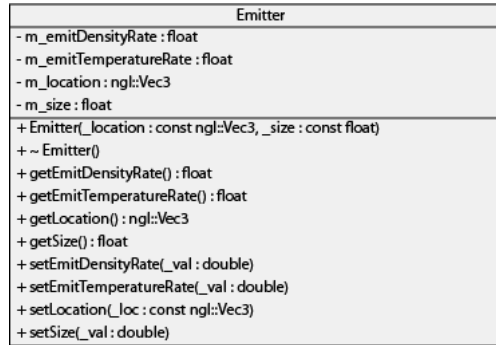 Emitter
- m_emitDensityRate : float
- m_emitTemperatureRate : float
- m_location : ngl::Vec3
- m_size : float
+ Emitter(_location : const ngl::Vec3, _size : const float)
+ ~ Emitter()
+ getEmitDensityRate() : float
+ getEmitTemperatureRate() : float
+ getLocation() : ngl::Vec3
+ getSize() : float
+ setEmitDensityRate(_val : double)
+ setEmitTemperatureRate(_val : double)
+ setLocation(_loc : const ngl::Vec3)
+ setSize(_val : double)